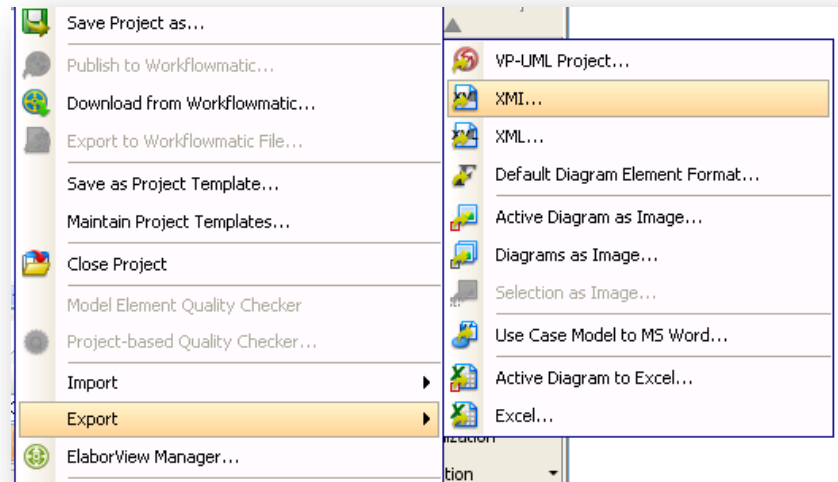 Save Project as...
Publish to Workflowmatic...
Download from Workflowmatic...
Export to Workflowmatic File...
Save as Project Template...
Maintain Project Templates...
Close Project
Model Element Quality Checker
Project-based Quality Checker...
Import
Export
ElaborView Manager...
VP-UML Project...
XMI...
XML...
Default Diagram Element Format...
Active Diagram as Image...
Diagrams as Image...
Selection as Image...
Use Case Model to MS Word...
Active Diagram to Excel...
Excel...
tion